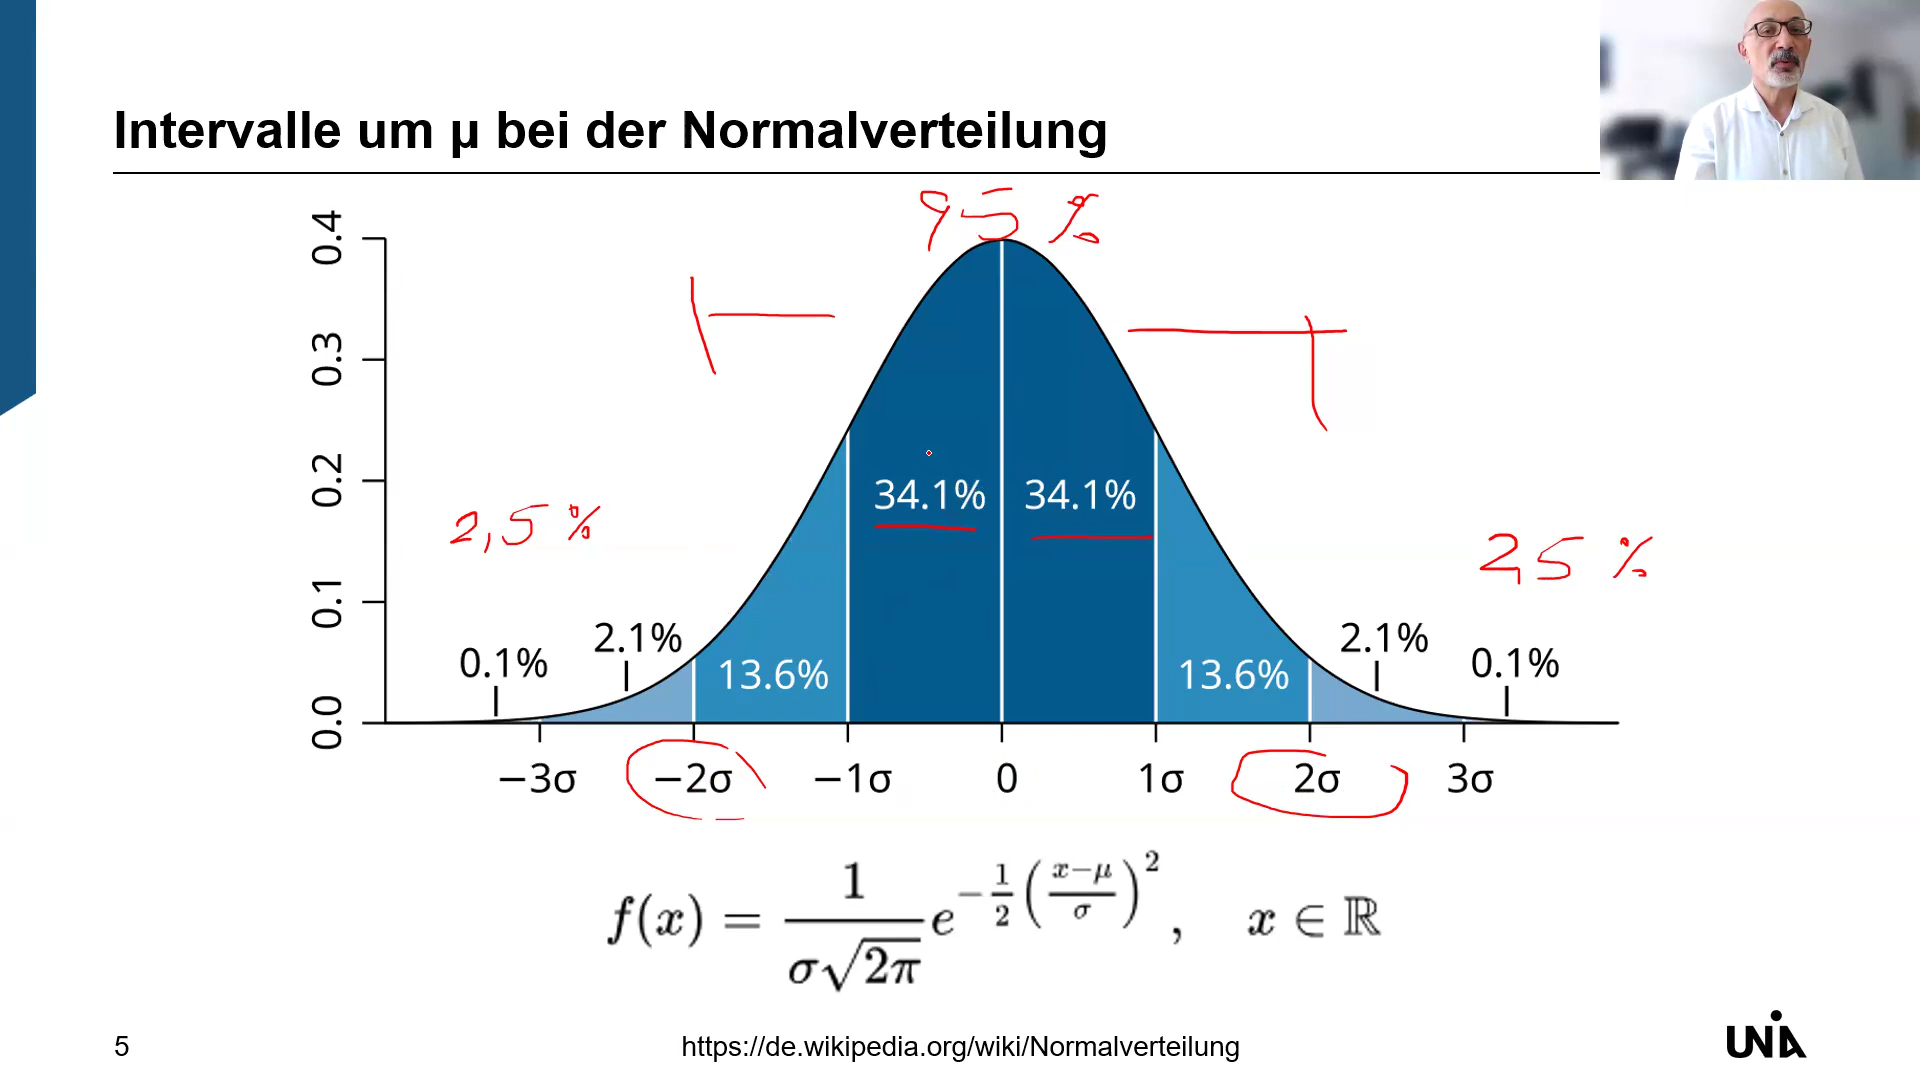 Intervalle um μ bei der Normalverteilung
95 %
0.4
0.3
0.2
0.1
0.0
34.1% 34.1%
2,5 %
2,5 %
0.1% 2.1% 13.6% 13.6% 2.1% 0.1%
−3σ −2σ −1σ 0 1σ 2σ 3σ
f(x) = 1/(σ√2π) e^(−1/2 ((x−μ)/σ)^2), x ∈ ℝ
5 https://de.wikipedia.org/wiki/Normalverteilung UNIA